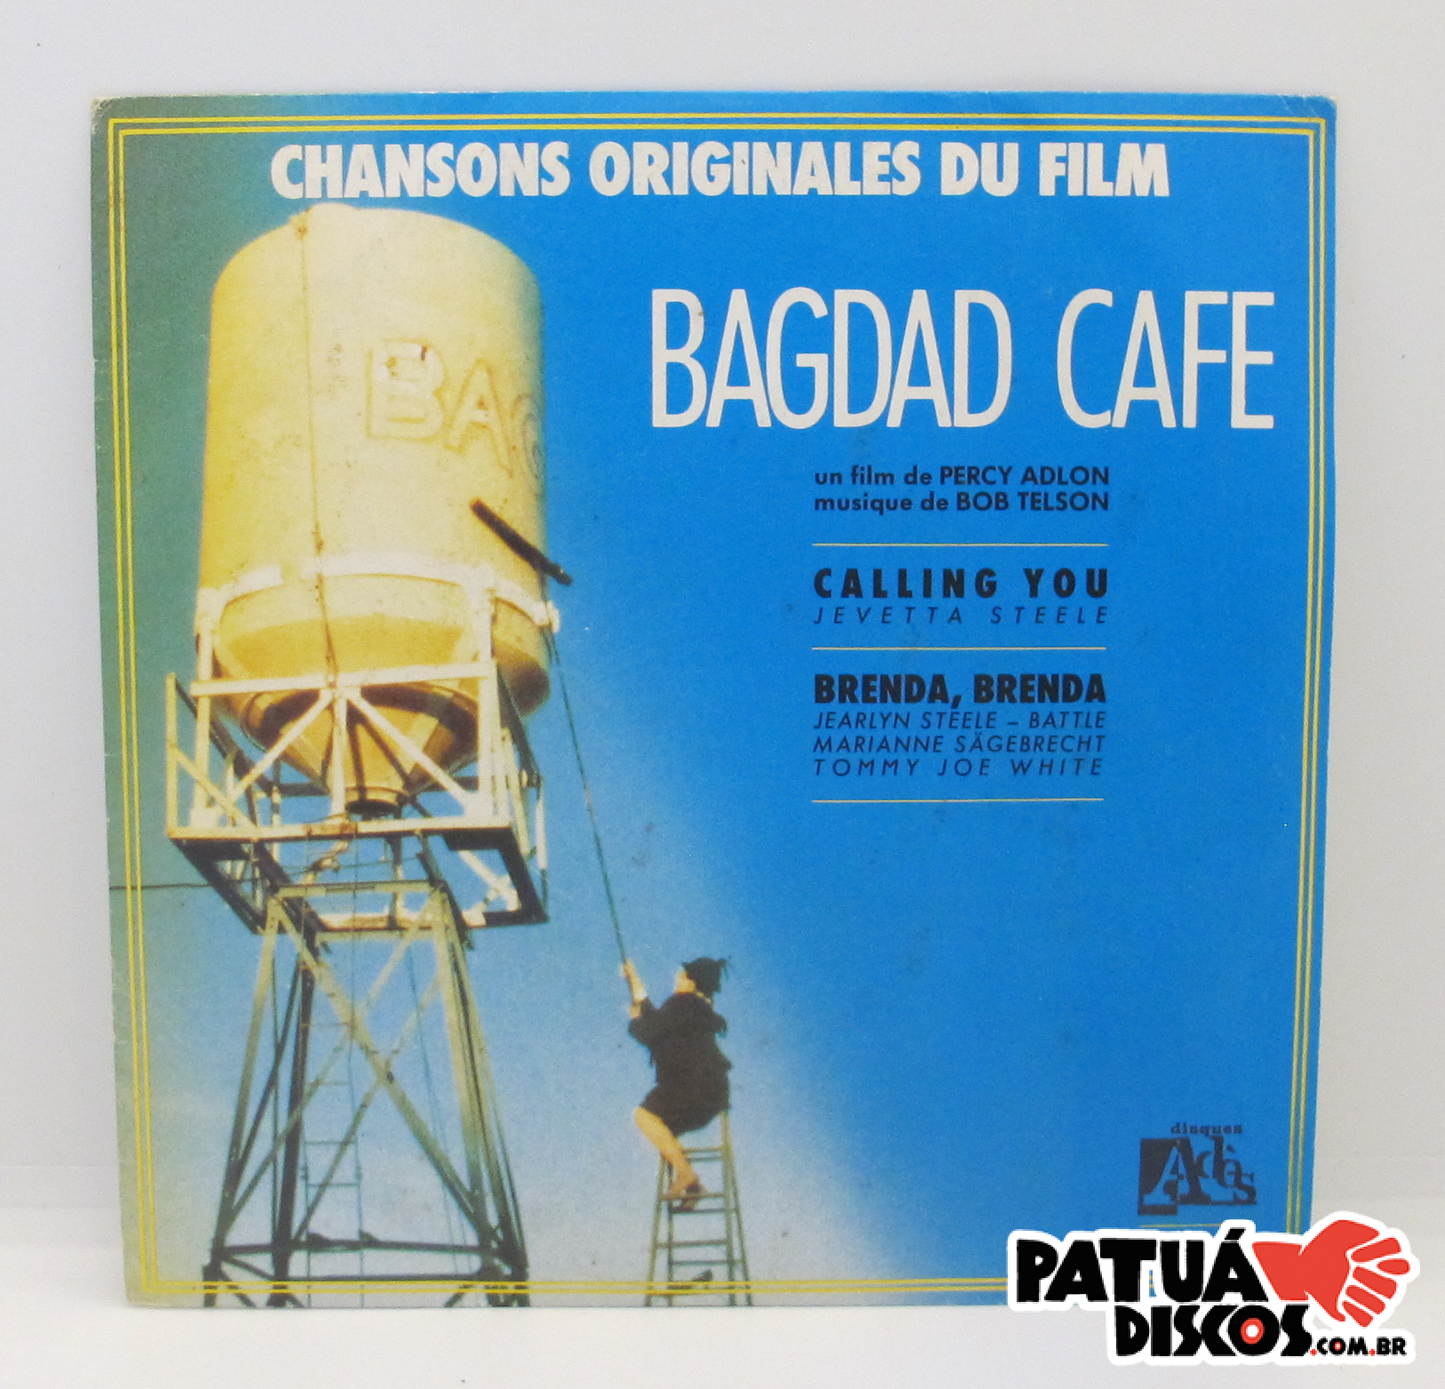 CHANSONS ORIGINALES DU FILM
BAGDAD CAFE
BAG
un film de PERCY ADLON
musique de BOB TELSON
CALLING YOU
JEVETTA STEELE
BRENDA, BRENDA
JEARLYN STEELE – BATTLE
MARIANNE SÄGEBRECHT
TOMMY JOE WHITE
disques
Adès
PATUÁ
DISCOS.COM.BR